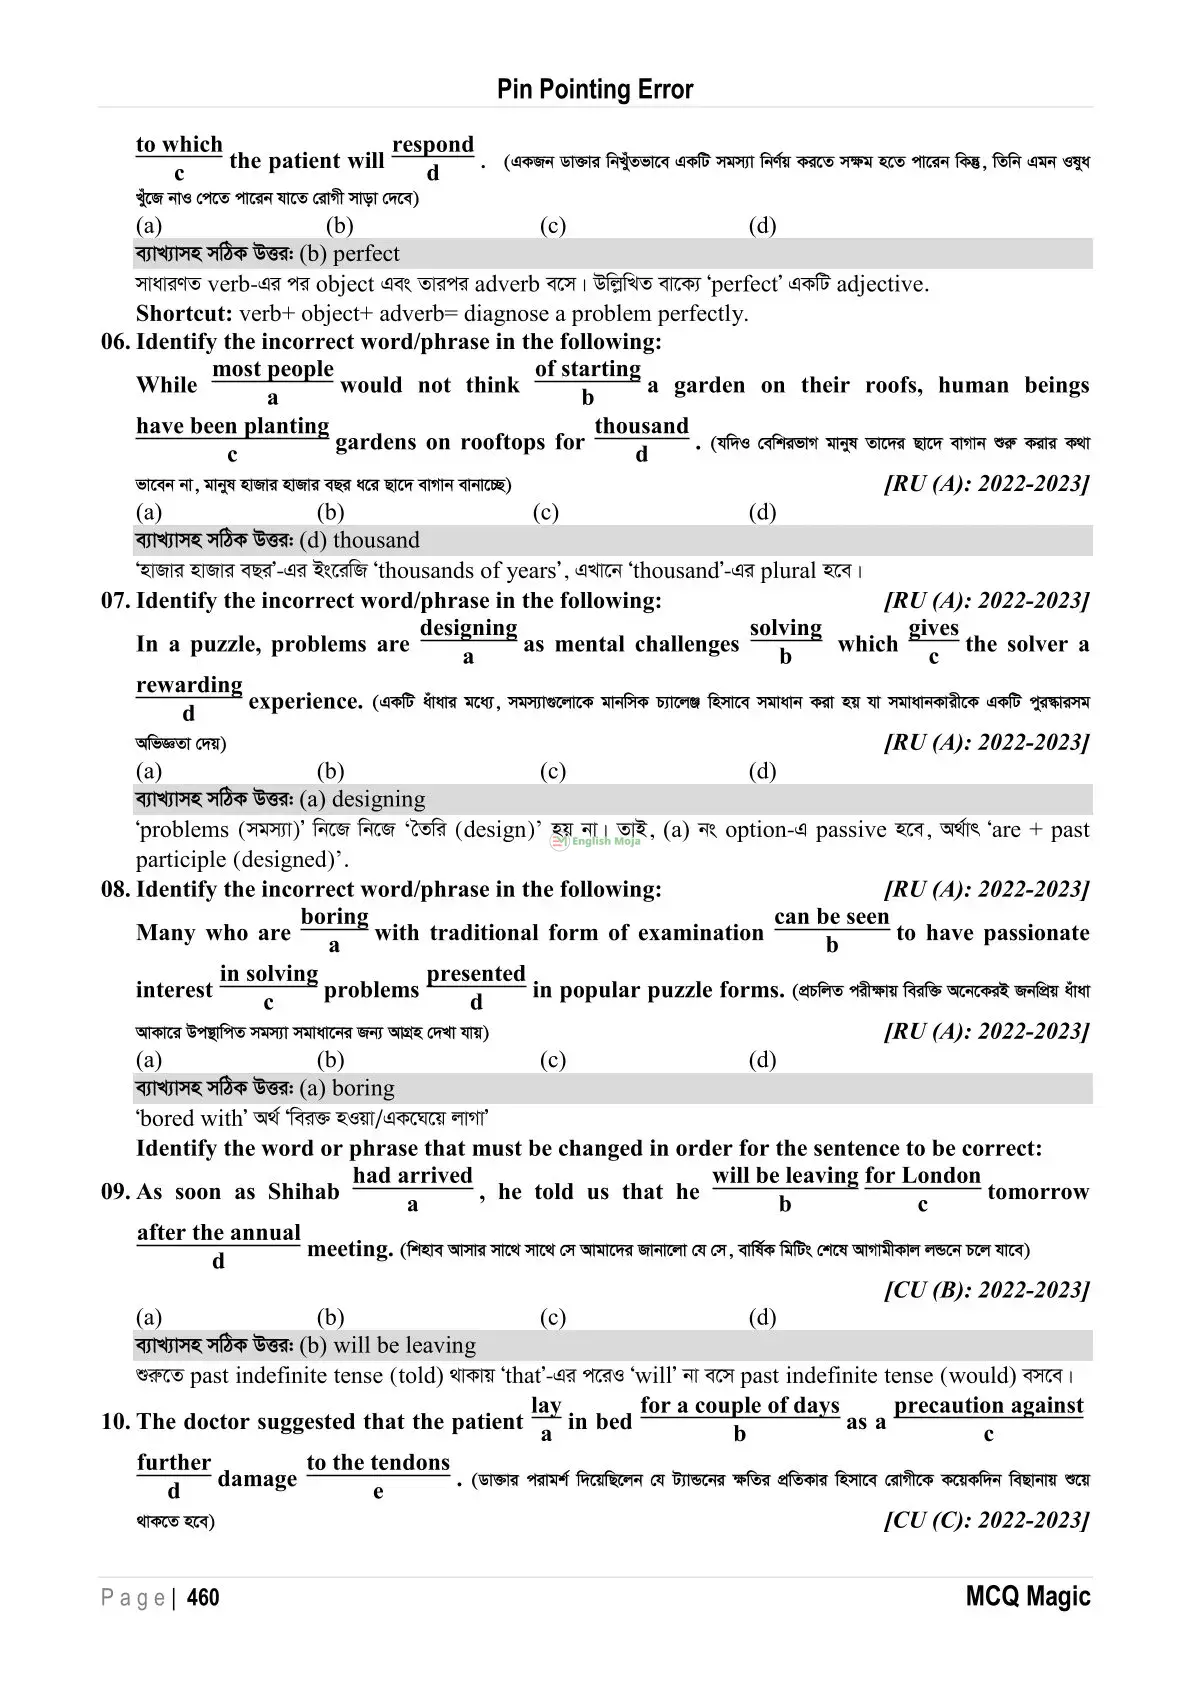 Pin Pointing Error
to which the patient will respond . (একজন ডাক্তার নিখুঁতভাবে একটি সমস্যা নির্ণয় করতে সক্ষম হতে পারেন কিন্তু, তিনি এমন ওষুধ
c d
খুঁজে নাও পেতে পারেন যাতে রোগী সাড়া দেবে)
(a) (b) (c) (d)
ব্যাখ্যাসহ সঠিক উত্তর: (b) perfect
সাধারণত verb-এর পর object এবং তারপর adverb বসে। উল্লিখিত বাক্যে ‘perfect’ একটি adjective.
Shortcut: verb+ object+ adverb= diagnose a problem perfectly.
06. Identify the incorrect word/phrase in the following:
While most people would not think of starting a garden on their roofs, human beings
a b
have been planting gardens on rooftops for thousand . (যদিও বেশিরভাগ মানুষ তাদের ছাদে বাগান শুরু করার কথা
c d
ভাবেন না, মানুষ হাজার হাজার বছর ধরে ছাদে বাগান বানাচ্ছে) [RU (A): 2022-2023]
(a) (b) (c) (d)
ব্যাখ্যাসহ সঠিক উত্তর: (d) thousand
‘হাজার হাজার বছর’-এর ইংরেজি ‘thousands of years’, এখানে ‘thousand’-এর plural হবে।
07. Identify the incorrect word/phrase in the following: [RU (A): 2022-2023]
In a puzzle, problems are designing as mental challenges solving which gives the solver a
a b c
rewarding experience. (একটি ধাঁধার মধ্যে, সমস্যাগুলোকে মানসিক চ্যালেঞ্জ হিসাবে সমাধান করা হয় যা সমাধানকারীকে একটি পুরস্কারসম
d
অভিজ্ঞতা দেয়) [RU (A): 2022-2023]
(a) (b) (c) (d)
ব্যাখ্যাসহ সঠিক উত্তর: (a) designing
‘problems (সমস্যা)’ নিজে নিজে ‘তৈরি (design)’ হয় না। তাই, (a) নং option-এ passive হবে, অর্থাৎ ‘are + past
English Moja
participle (designed)’.
08. Identify the incorrect word/phrase in the following: [RU (A): 2022-2023]
Many who are boring with traditional form of examination can be seen to have passionate
a b
interest in solving problems presented in popular puzzle forms. (প্রচলিত পরীক্ষায় বিরক্তি অনেকেরই জনপ্রিয় ধাঁধা
c d
আকারে উপস্থাপিত সমস্যা সমাধানের জন্য আগ্রহ দেখা যায়) [RU (A): 2022-2023]
(a) (b) (c) (d)
ব্যাখ্যাসহ সঠিক উত্তর: (a) boring
‘bored with’ অর্থ ‘বিরক্ত হওয়া/একঘেয়ে লাগা’
Identify the word or phrase that must be changed in order for the sentence to be correct:
09. As soon as Shihab had arrived , he told us that he will be leaving for London tomorrow
a b c
after the annual meeting. (শিহাব আসার সাথে সাথে সে আমাদের জানালো যে সে, বার্ষিক মিটিং শেষে আগামীকাল লন্ডনে চলে যাবে)
d
[CU (B): 2022-2023]
(a) (b) (c) (d)
ব্যাখ্যাসহ সঠিক উত্তর: (b) will be leaving
শুরুতে past indefinite tense (told) থাকায় ‘that’-এর পরেও ‘will’ না বসে past indefinite tense (would) বসবে।
10. The doctor suggested that the patient lay in bed for a couple of days as a precaution against
a b c
further damage to the tendons . (ডাক্তার পরামর্শ দিয়েছিলেন যে ট্যান্ডনের ক্ষতির প্রতিকার হিসাবে রোগীকে কয়েকদিন বিছানায় শুয়ে
d e
থাকতে হবে) [CU (C): 2022-2023]
Page| 460 MCQ Magic